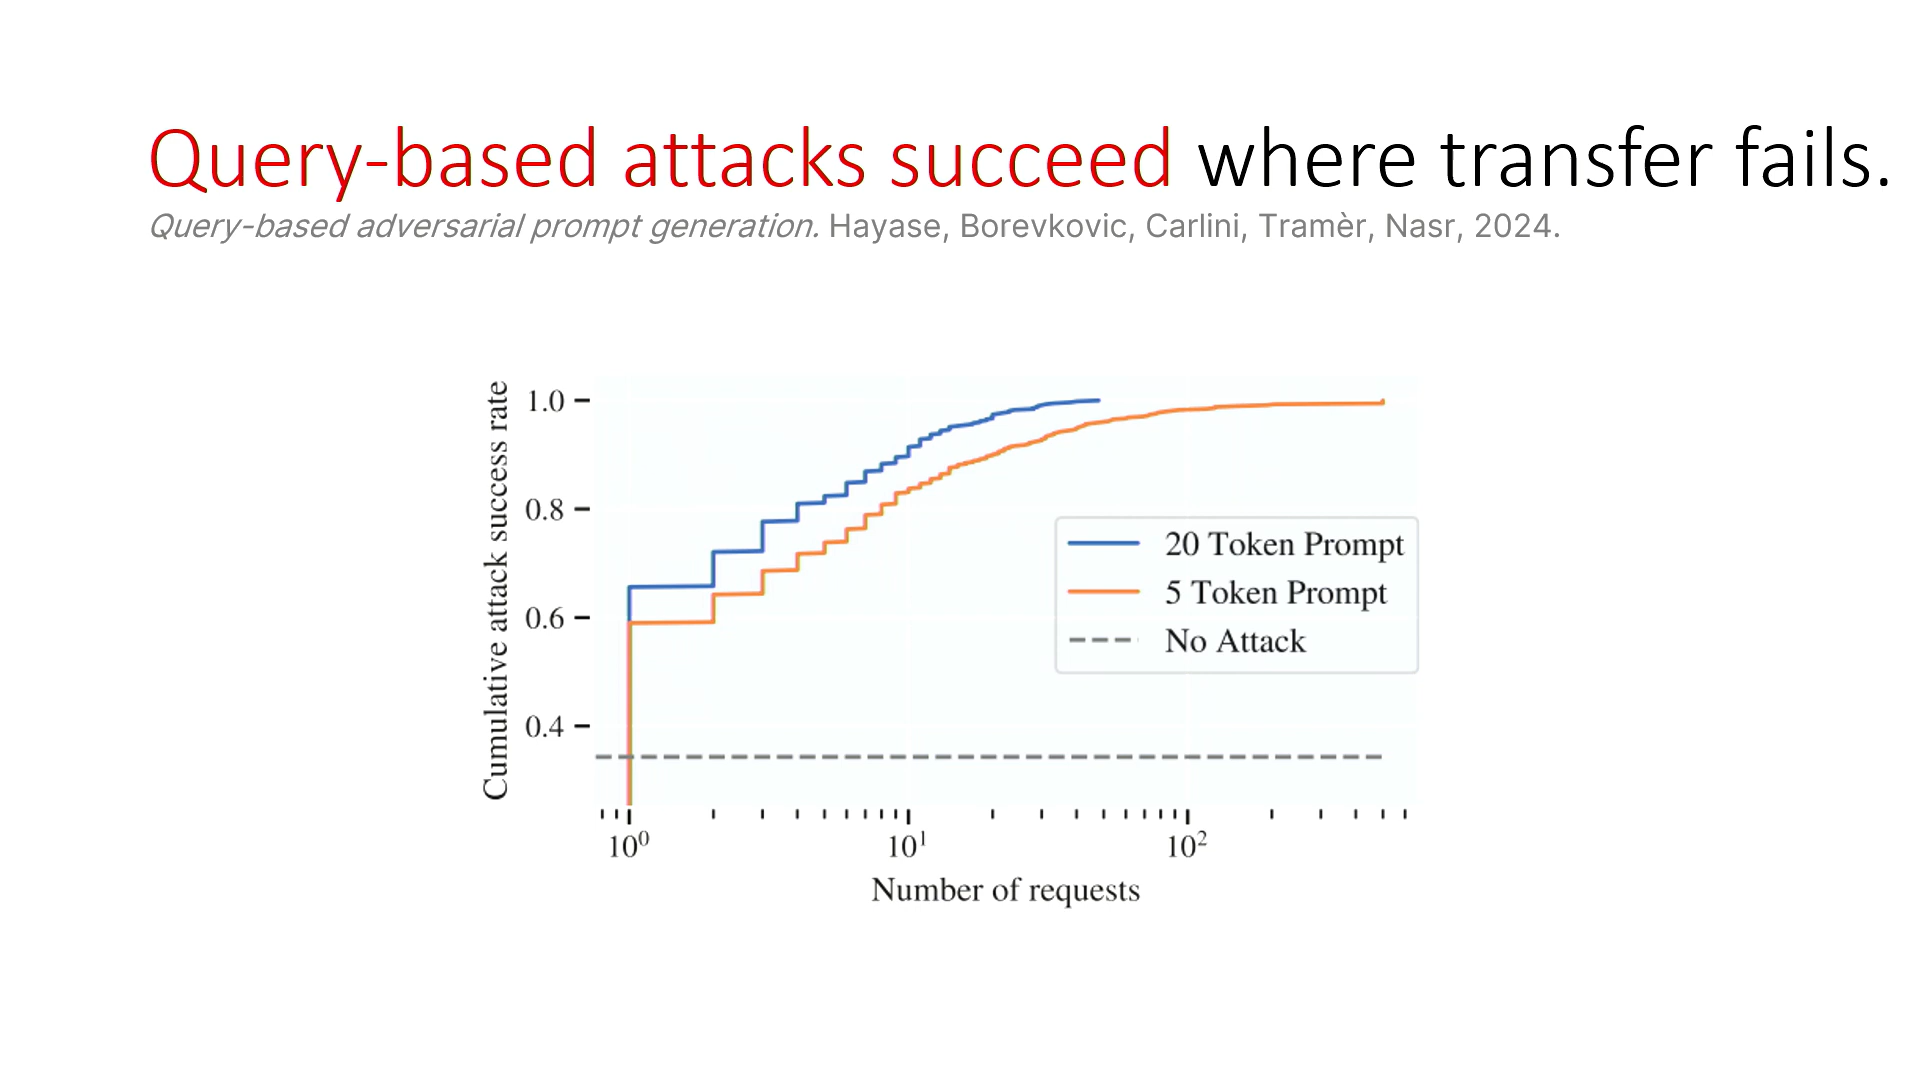 Query-based attacks succeed where transfer fails.
Query-based adversarial prompt generation. Hayase, Borevkovic, Carlini, Tramèr, Nasr, 2024.
Cumulative attack success rate
1.0
0.8
0.6
0.4
20 Token Prompt
5 Token Prompt
No Attack
10⁰ 10¹ 10²
Number of requests